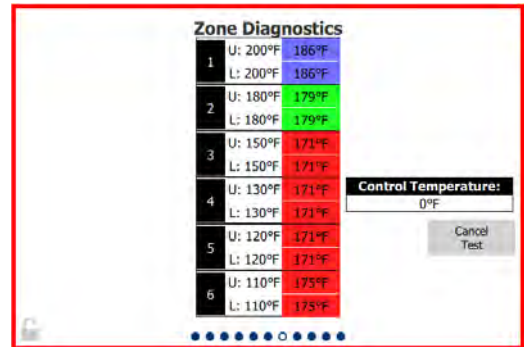 Zone Diagnostics
1
U: 200°F 186°F
L: 200°F 186°F
2
U: 180°F 179°F
L: 180°F 179°F
3
U: 150°F 171°F
L: 150°F 171°F
4
U: 130°F 171°F
L: 130°F 171°F
5
U: 120°F 171°F
L: 120°F 171°F
6
U: 110°F 175°F
L: 110°F 175°F
Control Temperature:
0°F
Cancel
Test